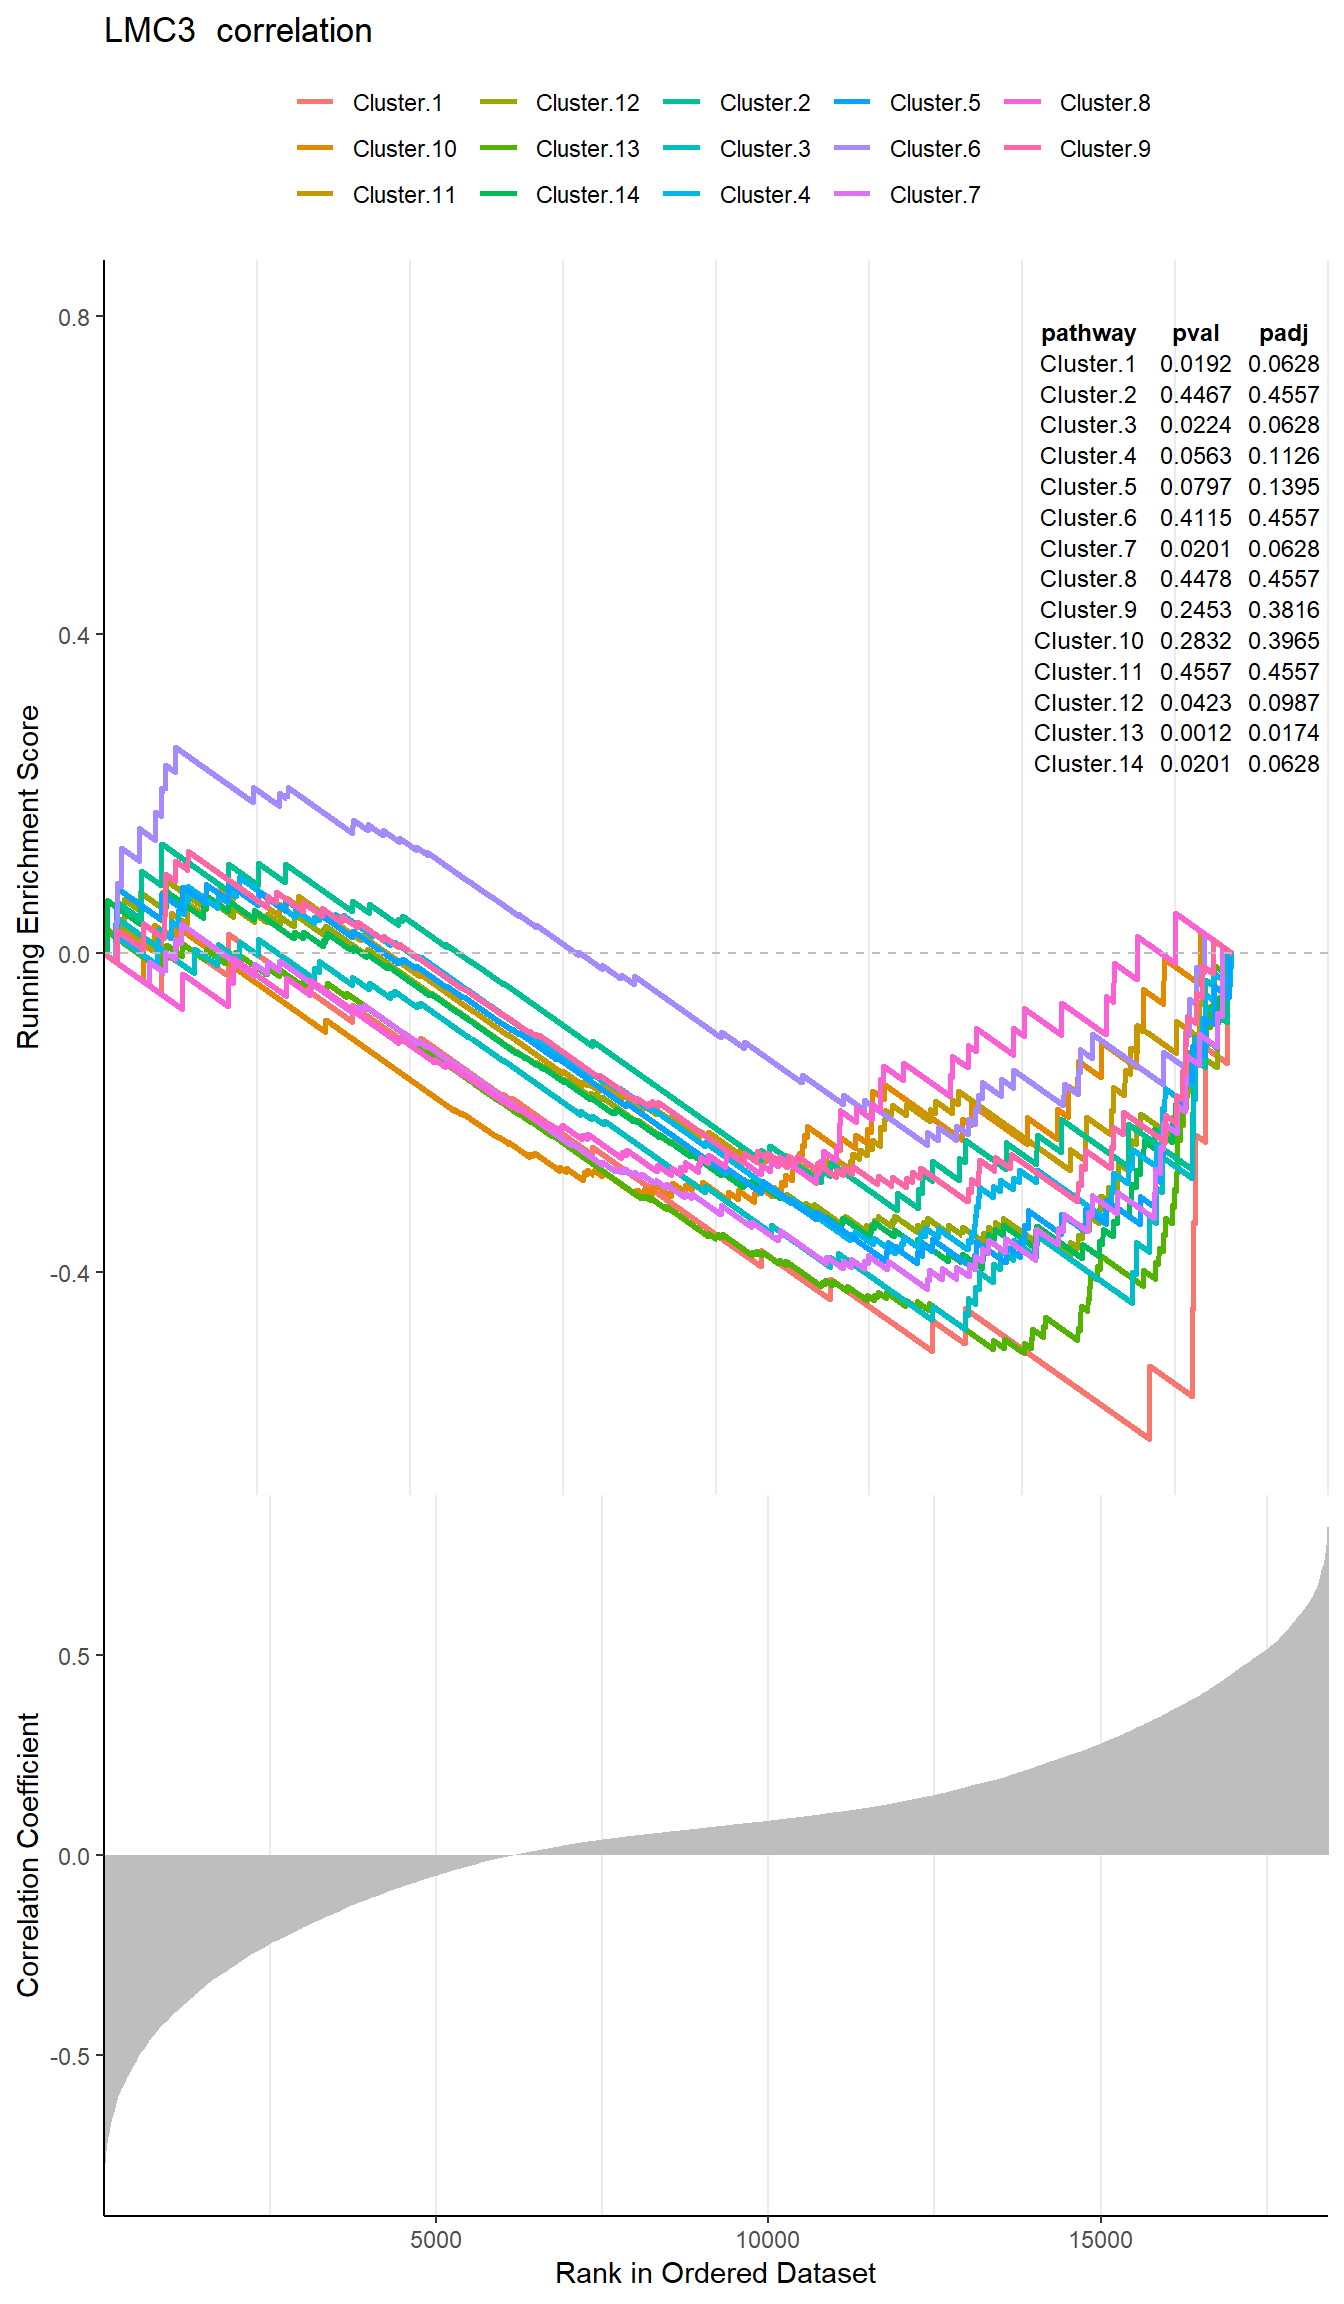 LMC3  correlation
Cluster.1 Cluster.12 Cluster.2 Cluster.5 Cluster.8
Cluster.10 Cluster.13 Cluster.3 Cluster.6 Cluster.9
Cluster.11 Cluster.14 Cluster.4 Cluster.7
Running Enrichment Score
0.8
0.4
0.0
-0.4
pathway pval padj
Cluster.1 0.0192 0.0628
Cluster.2 0.4467 0.4557
Cluster.3 0.0224 0.0628
Cluster.4 0.0563 0.1126
Cluster.5 0.0797 0.1395
Cluster.6 0.4115 0.4557
Cluster.7 0.0201 0.0628
Cluster.8 0.4478 0.4557
Cluster.9 0.2453 0.3816
Cluster.10 0.2832 0.3965
Cluster.11 0.4557 0.4557
Cluster.12 0.0423 0.0987
Cluster.13 0.0012 0.0174
Cluster.14 0.0201 0.0628
Correlation Coefficient
0.5
0.0
-0.5
5000 10000 15000
Rank in Ordered Dataset